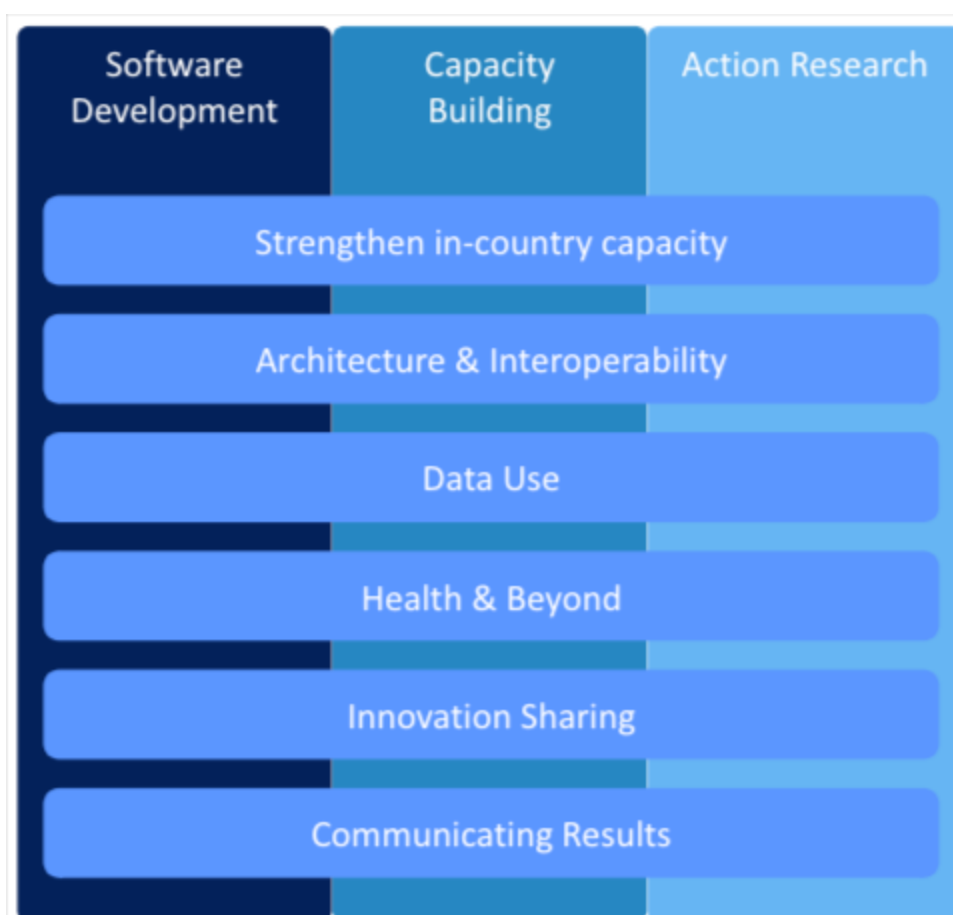 Software
Development
Capacity
Building
Action Research
Strengthen in-country capacity
Architecture & Interoperability
Data Use
Health & Beyond
Innovation Sharing
Communicating Results